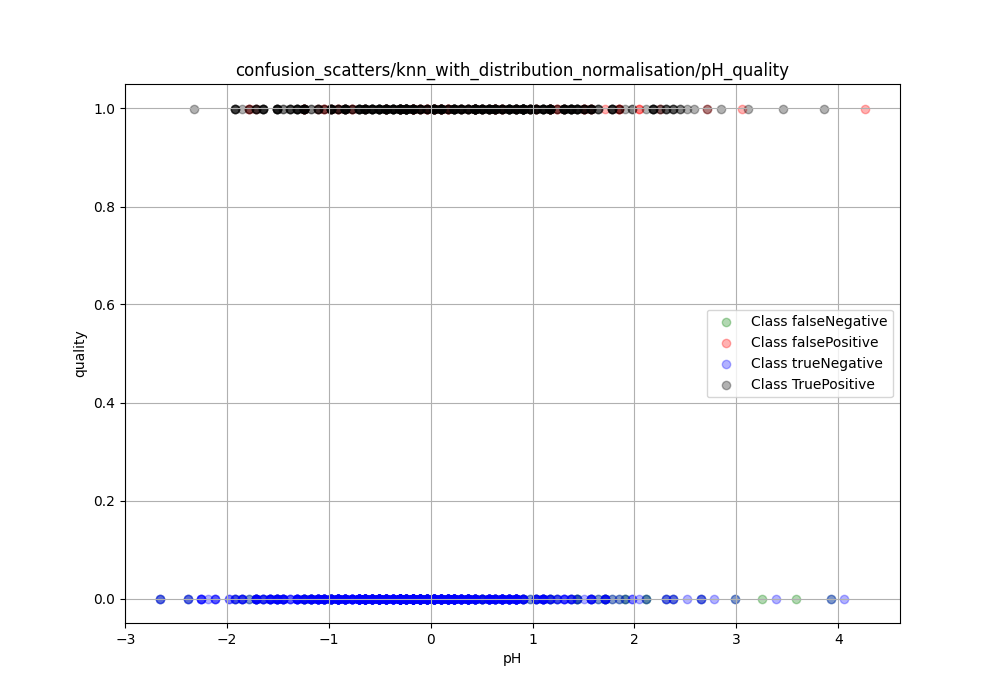 confusion_scatters/knn_with_distribution_normalisation/pH_quality
1.0
0.8
0.6
0.4
0.2
0.0
quality
Class falseNegative
Class falsePositive
Class trueNegative
Class TruePositive
−3 −2 −1 0 1 2 3 4
pH